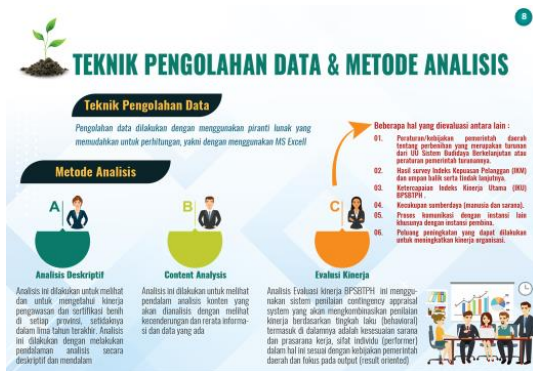 8
TEKNIK PENGOLAHAN DATA & METODE ANALISIS
Teknik Pengolahan Data
Pengolahan data dilakukan dengan menggunakan piranti lunak yang
memudahkan untuk perhitungan, yakni dengan menggunakan MS Excell
Metode Analisis
A
Analisis Deskriptif
Analisis ini dilakukan untuk melihat
dan untuk mengetahui kinerja
pengawasan dan sertifikasi benih
di setiap provinsi, setidaknya
dalam lima tahun terakhir. Analisis
ini dilakukan dengan melakukan
pendalaman analisis secara
deskriptif dan mendalam
B
Content Analysis
Analisis ini dilakukan untuk melihat
pendalam analisis konten yang
akan dianalisis dengan melihat
kecenderungan dan rerata informa-
si dan data yang ada
C
Evalusi Kinerja
Analisis Evaluasi kinerja BPSBTPH ini menggu-
nakan sistem penilaian contingency appraisal
system yang akan mengkombinasikan penilaian
kinerja berdasarkan tingkah laku (behavioral)
termasuk di dalamnya adalah kesesuaian sarana
dan prasarana kerja, sifat individu (performer)
dalam hal ini sesuai dengan kebijakan pemerintah
daerah dan fokus pada output (result oriented)
Beberapa hal yang dievaluasi antara lain :
01. Peraturan/kebijakan pemerintah daerah
tentang perbenihan yang merupakan turunan
dari UU Sistem Budidaya Berkelanjutan atau
peraturan pemerintah turunannya.
02. Hasil survey Indeks Kepuasan Pelanggan (IKM)
dan umpan balik serta tindak lanjutnya.
03. Ketercapaian Indeks Kinerja Utama (IKU)
BPSBTPH .
04. Kecukupan sumberdaya (manusia dan sarana).
05. Proses komunikasi dengan instansi lain
khusunya dengan instansi pembina.
06. Peluang peningkatan yang dapat dilakukan
untuk meningkatkan kinerja organisasi.